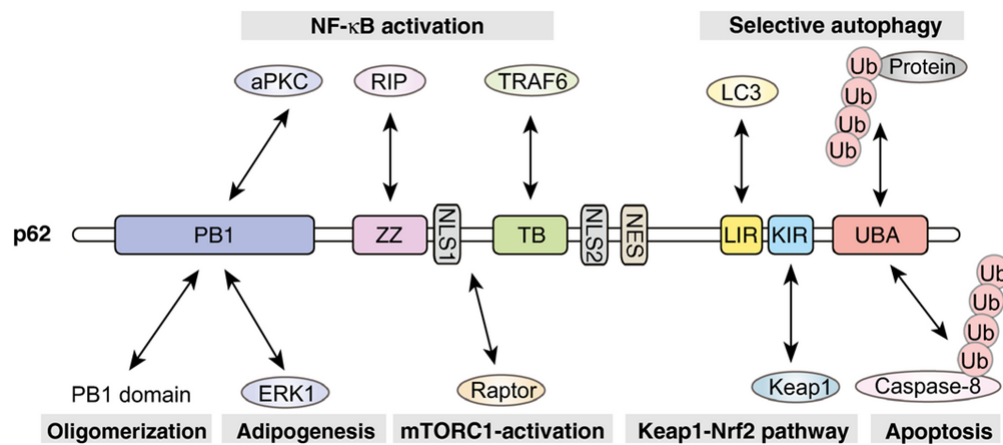 NF-κB activation
Selective autophagy
aPKC
RIP
TRAF6
LC3
Ub
Protein
Ub
Ub
Ub
p62
PB1
ZZ
NLS1
TB
NLS2
NES
LIR
KIR
UBA
Ub
Ub
Ub
Ub
PB1 domain
ERK1
Raptor
Keap1
Caspase-8
Oligomerization
Adipogenesis
mTORC1-activation
Keap1-Nrf2 pathway
Apoptosis